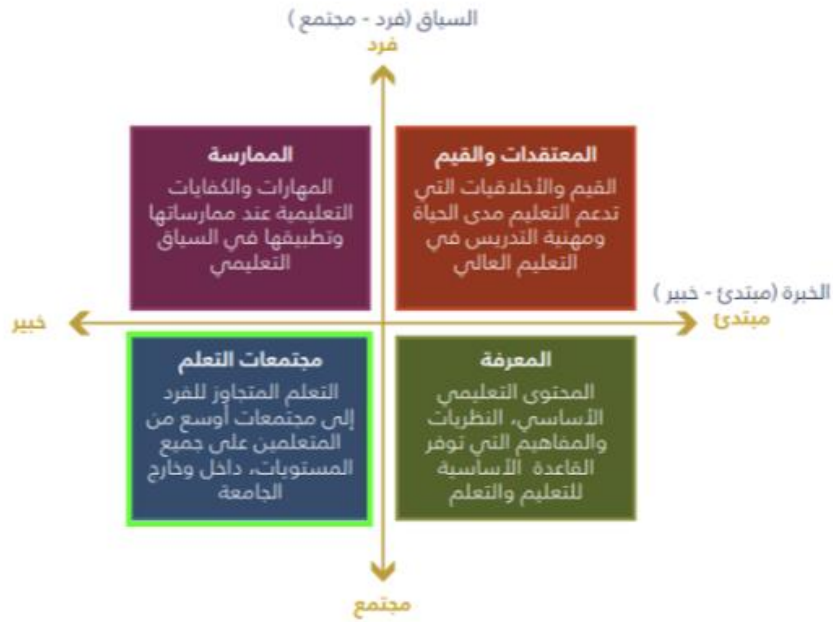 السياق (فرد - مجتمع )
فرد
المعتقدات والقيم
القيم والأخلاقيات التي
تدعم التعليم مدى الحياة
ومهنية التدريس في
التعليم العالي
الممارسة
المهارات والكفايات
التعليمية عند ممارساتها
وتطبيقها في السياق
التعليمي
الخبرة (مبتدئ - خبير )
مبتدئ
خبير
المعرفة
المحتوى التعليمي
الأساسي، النظريات
والمفاهيم التي توفر
القاعدة الأساسية
للتعليم والتعلم
مجتمعات التعلم
التعلم المتجاوز للفرد
إلى مجتمعات أوسع من
المتعلمين على جميع
المستويات، داخل وخارج
الجامعة
مجتمع